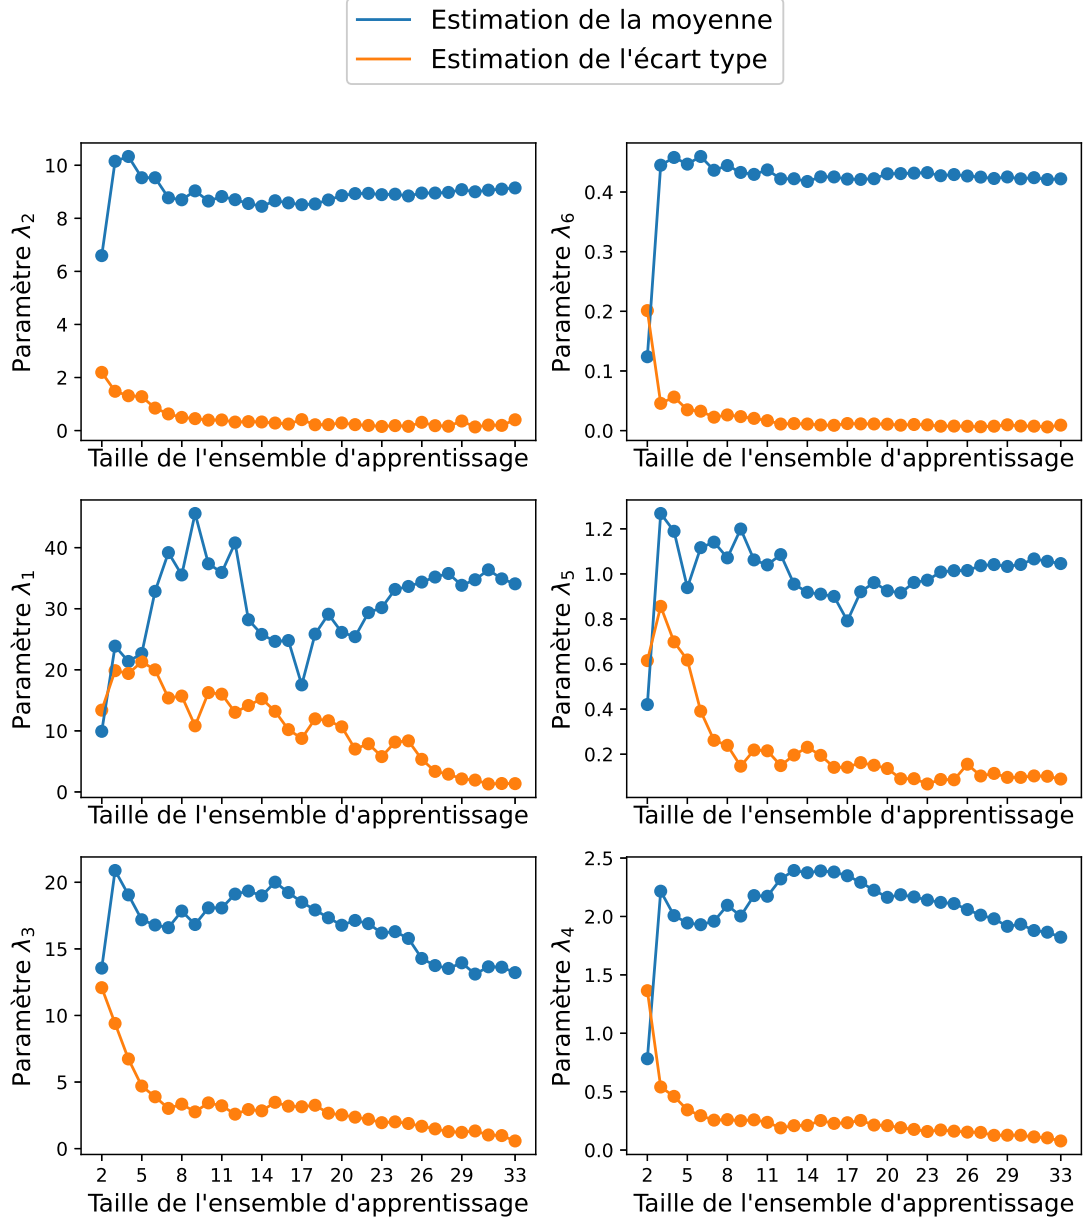 Estimation de la moyenne
Estimation de l'écart type
Paramètre λ₂
10
8
6
4
2
0
Taille de l'ensemble d'apprentissage
Paramètre λ₆
0.4
0.3
0.2
0.1
0.0
Taille de l'ensemble d'apprentissage
Paramètre λ₁
40
30
20
10
0
Taille de l'ensemble d'apprentissage
Paramètre λ₅
1.2
1.0
0.8
0.6
0.4
0.2
Taille de l'ensemble d'apprentissage
Paramètre λ₃
20
15
10
5
0
2 5 8 11 14 17 20 23 26 29 33
Taille de l'ensemble d'apprentissage
Paramètre λ₄
2.5
2.0
1.5
1.0
0.5
0.0
2 5 8 11 14 17 20 23 26 29 33
Taille de l'ensemble d'apprentissage